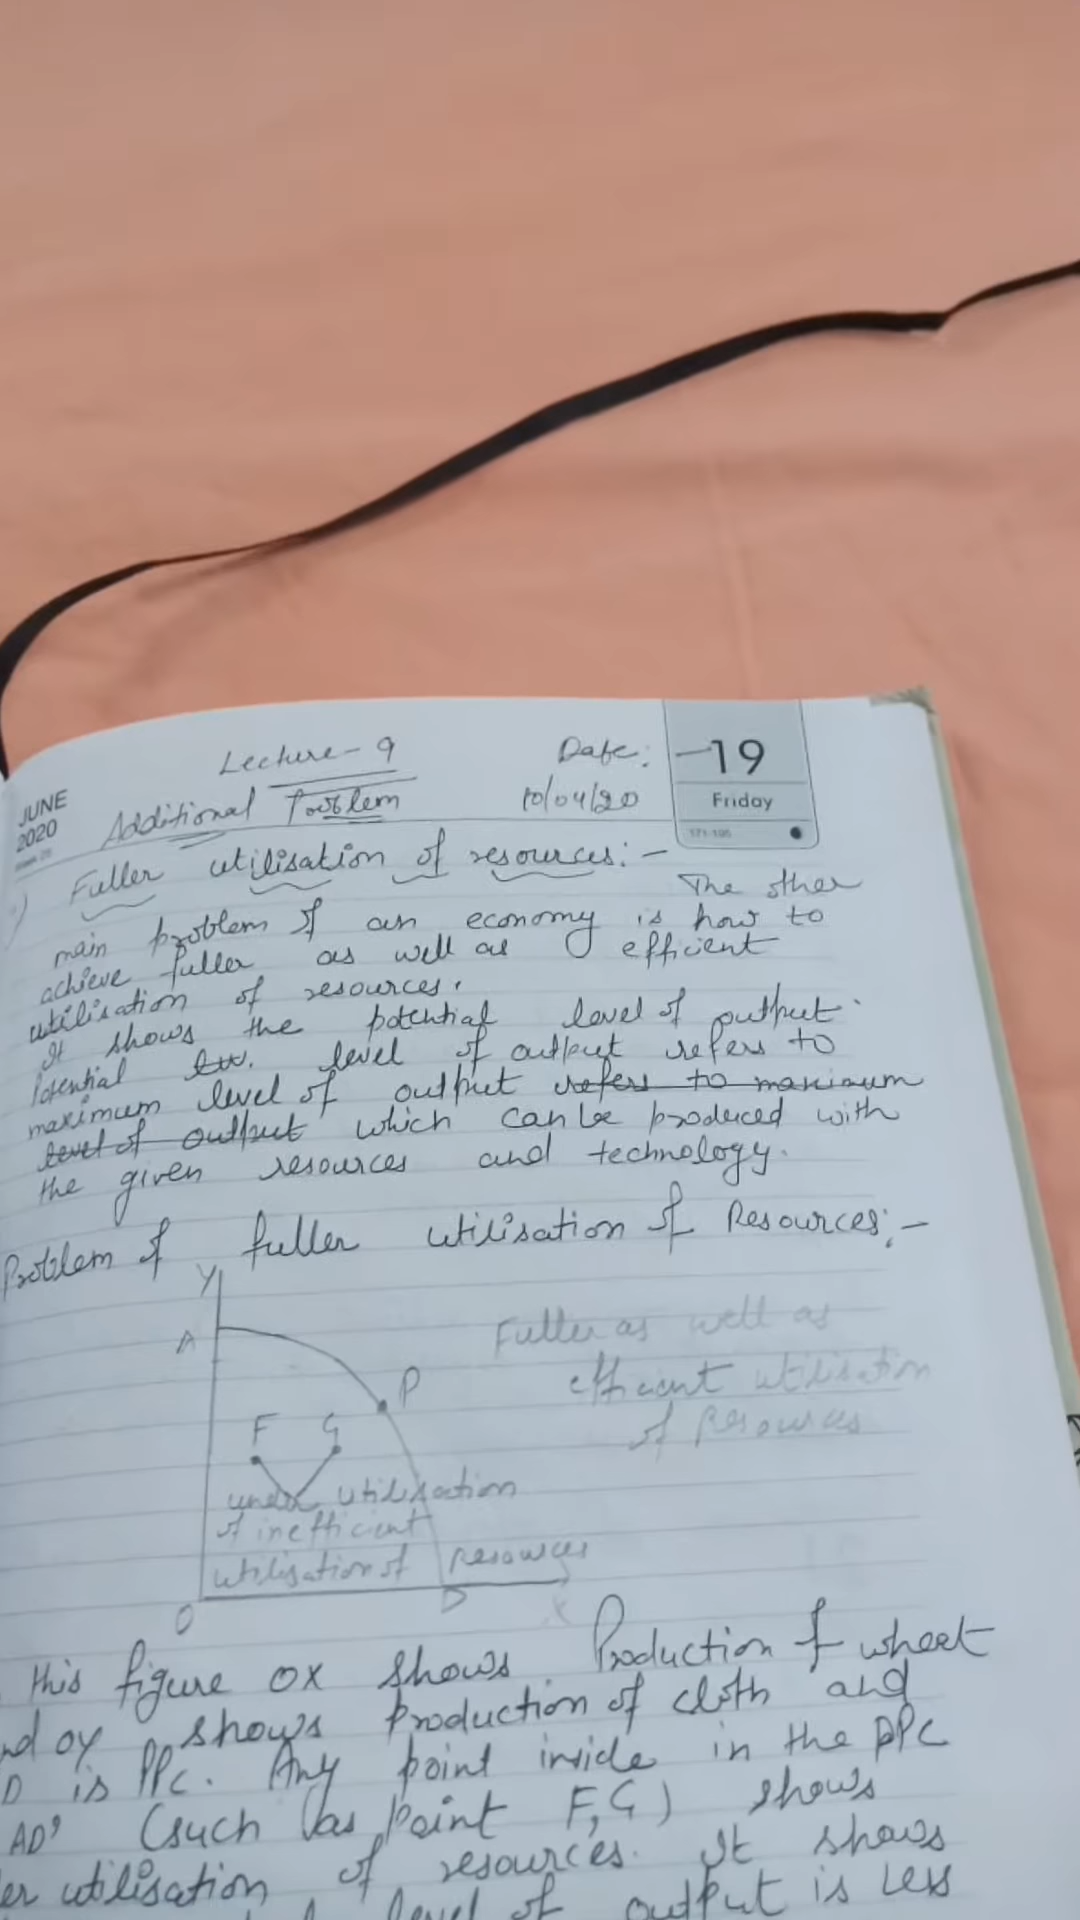 Lecture - 9
Date: 19
JUNE
2020
Additional Problem
10/04/20
Friday
Fuller utilisation of resources: -
The other
main problem of an economy is how to
achieve fuller as well as efficient
utilisation of resources.
It shows the potential level of output.
Potential level of output refers to
maximum level of output refers to maximum
level of output which can be produced with
the given resources and technology.
Problem of fuller utilisation of Resources: -
Y
A
P
Fuller as well as
efficient utilisation
of Resources
F G
under utilisation
of inefficient
utilisation of resources
O D X
this figure ox shows Production of wheat
nd oy shows production of cloth and
D is PPC. Any point inside in the PPC
AD' (such as point F, G) shows
er utilisation of resources. It shows
level of output is less